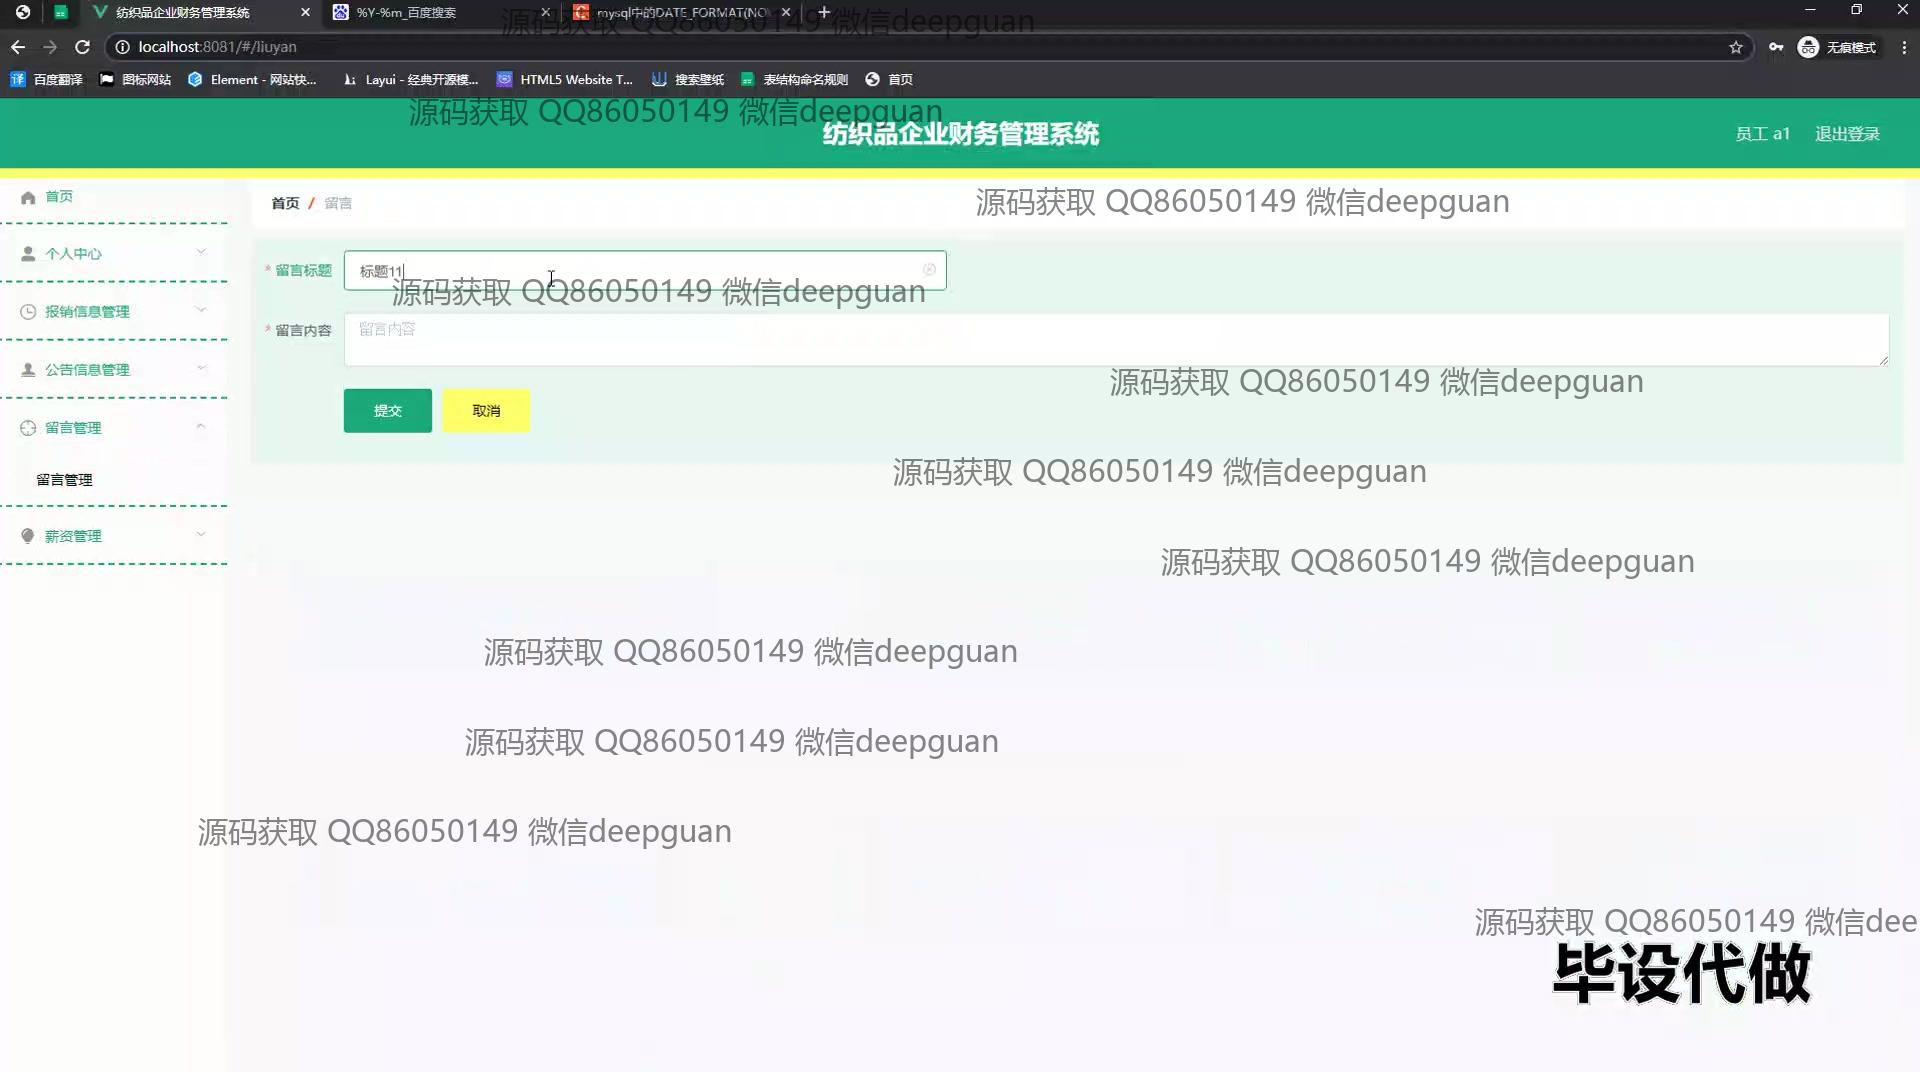 纺织品企业财务管理系统
%Y-%m_百度搜索
mysql中的DATE_FORMAT(NO
源码获取 QQ86050149 微信deepguan
localhost:8081/#/liuyan
无痕模式
百度翻译
图标网站
Element - 网站快...
Layui - 经典开源模...
HTML5 Website T...
搜索壁纸
表结构命名规则
首页
源码获取 QQ86050149 微信deepguan
纺织品企业财务管理系统
员工 a1
退出登录
首页
首页 / 留言
源码获取 QQ86050149 微信deepguan
个人中心
* 留言标题
标题11
源码获取 QQ86050149 微信deepguan
报销信息管理
* 留言内容
留言内容
公告信息管理
源码获取 QQ86050149 微信deepguan
提交
取消
留言管理
源码获取 QQ86050149 微信deepguan
留言管理
薪资管理
源码获取 QQ86050149 微信deepguan
源码获取 QQ86050149 微信deepguan
源码获取 QQ86050149 微信deepguan
源码获取 QQ86050149 微信deepguan
源码获取 QQ86050149 微信dee
毕设代做